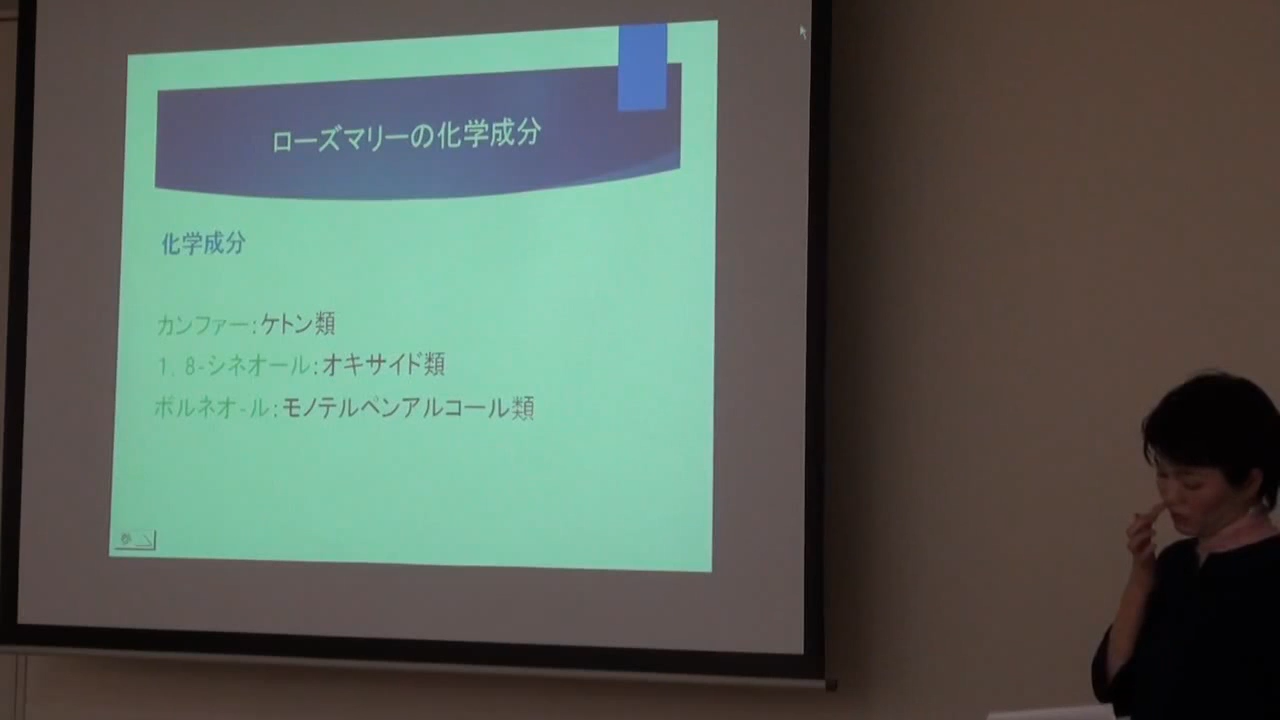 ローズマリーの化学成分
化学成分
カンファー:ケトン類
1，8-シネオール:オキサイド類
ボルネオ-ル:モノテルペンアルコール類